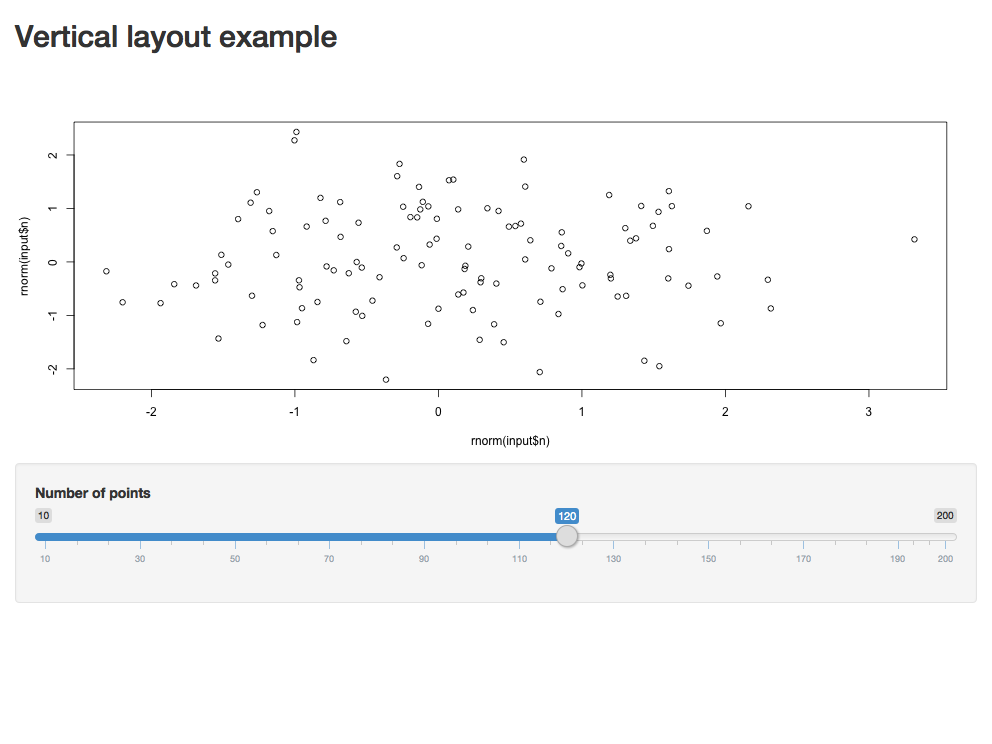 Vertical layout example
rnorm(input$n)
2
1
0
-1
-2
-2 -1 0 1 2 3
rnorm(input$n)
Number of points
10 120 200
10 30 50 70 90 110 130 150 170 190 200